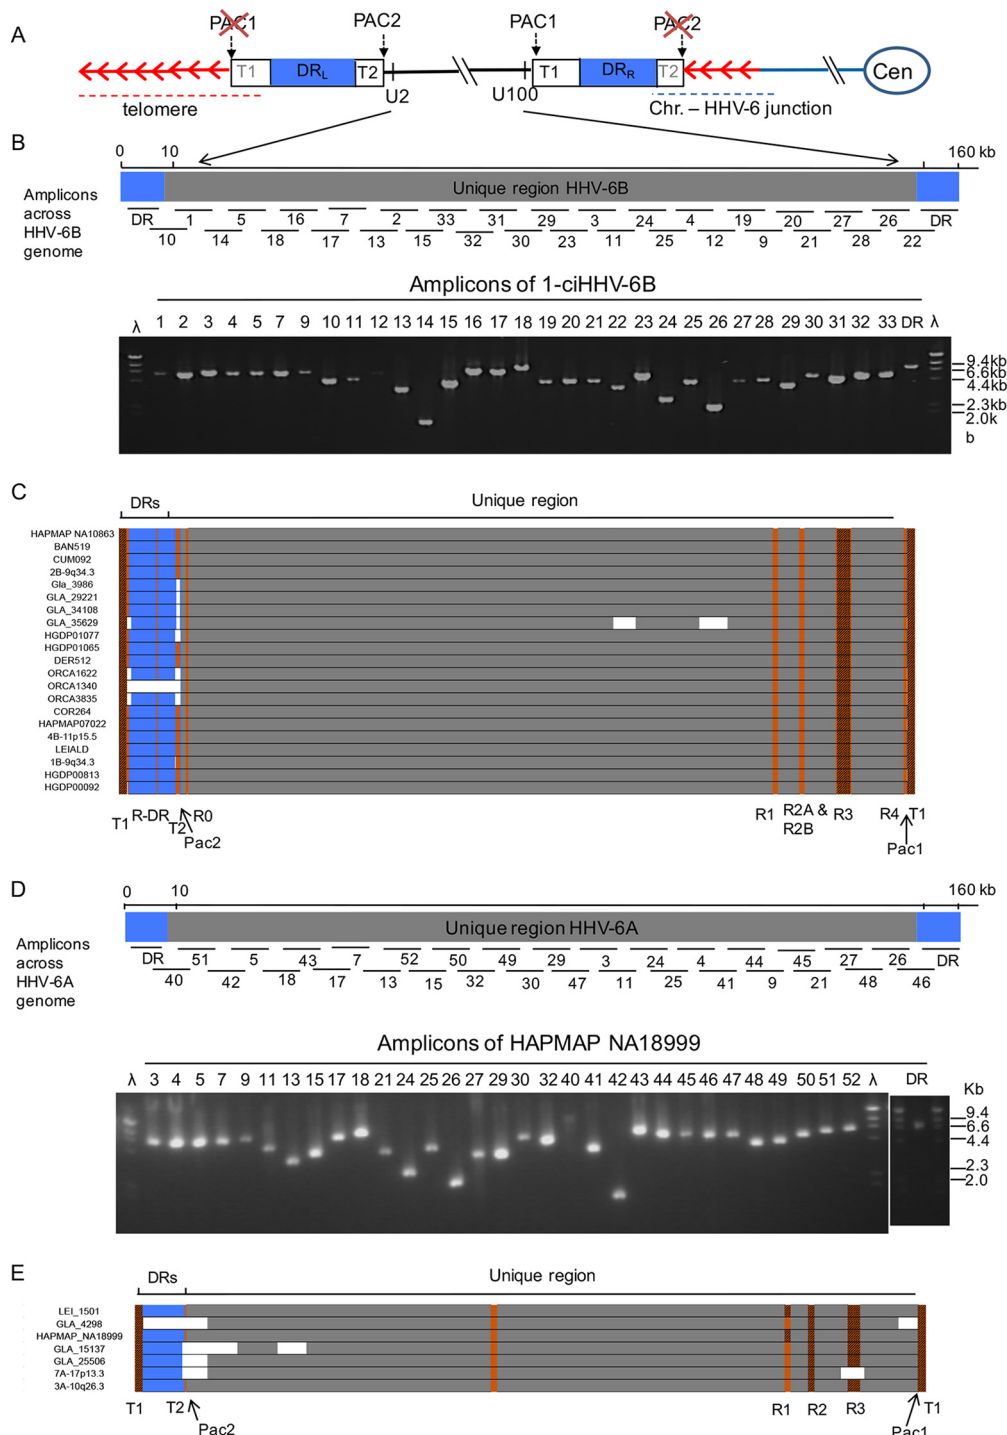 A
PAC1 PAC2 PAC1 PAC2
T1 DRL T2 T1 DRR T2 Cen
U2 U100
telomere Chr. – HHV-6 junction
B
0 10 160 kb
Unique region HHV-6B
Amplicons
across
HHV-6B
genome
DR 1 5 16 7 2 33 31 29 3 24 4 19 20 27 26 DR
10 14 18 17 13 15 32 30 23 11 25 12 9 21 28 22
Amplicons of 1-ciHHV-6B
λ 1 2 3 4 5 7 9 10 11 12 13 14 15 16 17 18 19 20 21 22 23 24 25 26 27 28 29 30 31 32 33 DR λ
9.4kb
6.6kb
4.4kb
2.3kb
2.0k
b
C
DRs Unique region
HAPMAP NA10863
BAN519
CUM092
2B-9q34.3
Gla_3986
GLA_29221
GLA_34108
GLA_35629
HGDP01077
HGDP01065
DER512
ORCA1622
ORCA1340
ORCA3835
COR264
HAPMAP07022
4B-11p15.5
LEIALD
1B-9q34.3
HGDP00813
HGDP00092
T1 R-DR T2 R0 R1 R2A & R3 R4 T1
R2B
Pac2 Pac1
D
0 10 160 kb
Unique region HHV-6A
Amplicons
across
HHV-6A
genome
DR 51 5 43 7 52 50 49 29 3 24 4 44 45 27 26 DR
40 42 18 17 13 15 32 30 47 11 25 41 9 21 48 46
Amplicons of HAPMAP NA18999
λ 3 4 5 7 9 11 13 15 17 18 21 24 25 26 27 29 30 32 40 41 42 43 44 45 46 47 48 49 50 51 52 λ DR
Kb
9.4
6.6
4.4
2.3
2.0
E
DRs Unique region
LEI_1501
GLA_4298
HAPMAP_NA18999
GLA_15137
GLA_25506
7A-17p13.3
3A-10q26.3
T1 T2 R1 R2 R3 T1
Pac2 Pac1